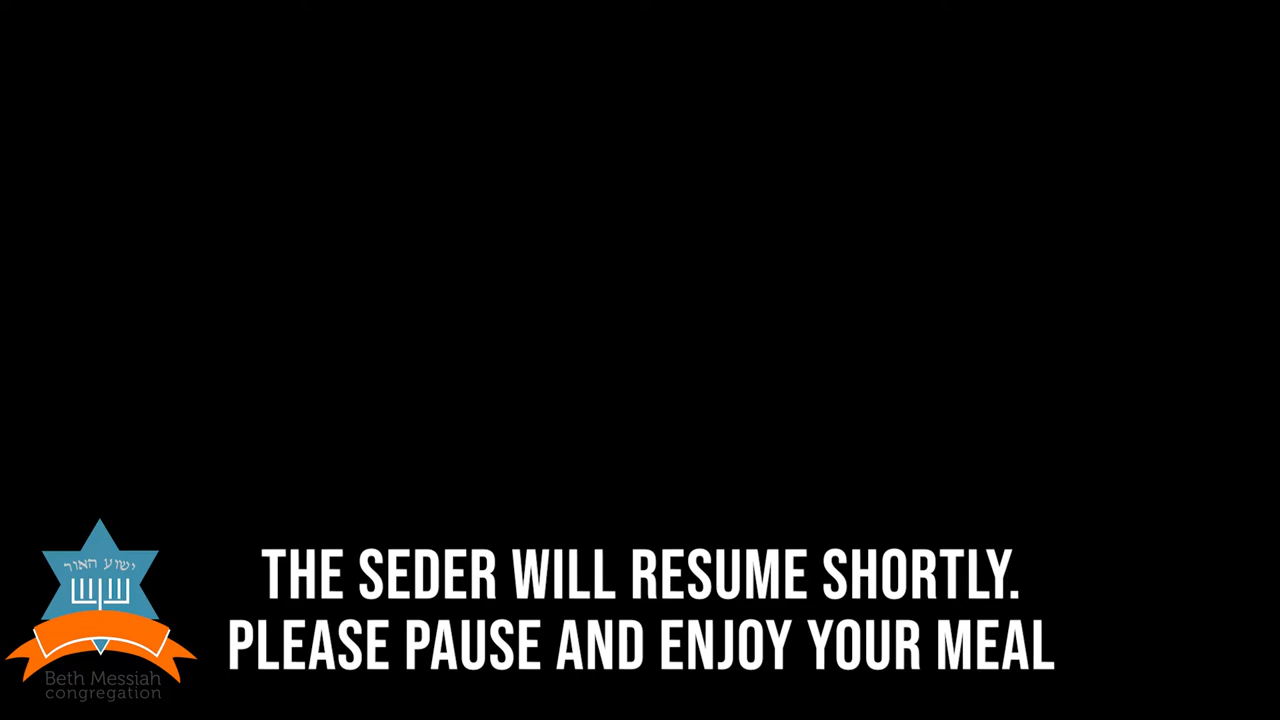 THE SEDER WILL RESUME SHORTLY.
PLEASE PAUSE AND ENJOY YOUR MEAL
ישוע האור
Beth Messiah
congregation